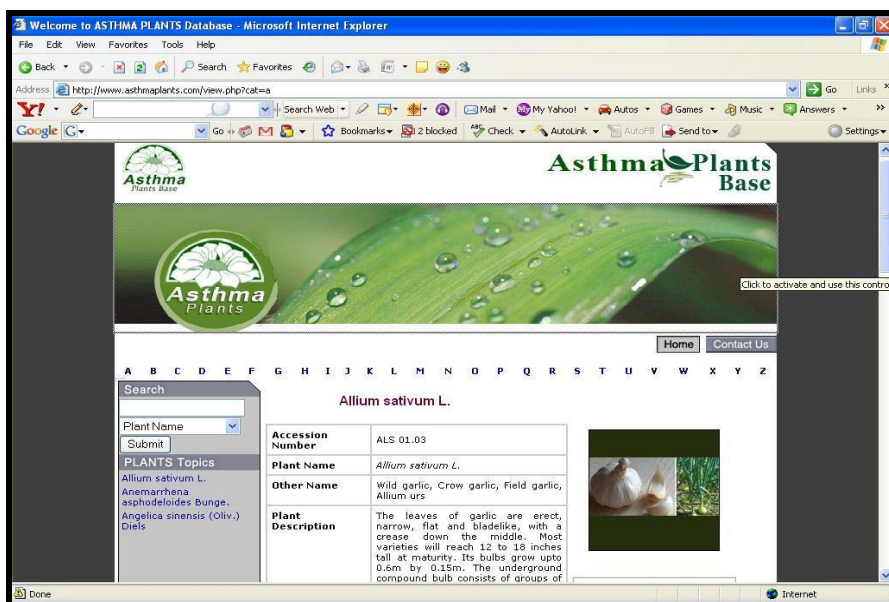 Welcome to ASTHMA PLANTS Database - Microsoft Internet Explorer
File Edit View Favorites Tools Help
Back Search Favorites
Address http://www.asthmaplants.com/view.php?cat=a Go Links »
Y! Search Web Mail My Yahoo! Autos Games Music Answers »
Google G Go Bookmarks 2 blocked ABC Check AutoLink AutoFill Send to Settings
Asthma
Plants Base
Asthma Plants
Base
Asthma
Plants
Click to activate and use this contro
Home Contact Us
A B C D E F G H I J K L M N O P Q R S T U V W X Y Z
Search
Plant Name
Submit
PLANTS Topics
Allium sativum L.
Anemarrhena
asphodeloides Bunge.
Angelica sinensis (Oliv.)
Diels
Allium sativum L.
Accession
Number
ALS 01.03
Plant Name
Allium sativum L.
Other Name
Wild garlic, Crow garlic, Field garlic,
Allium urs
Plant
Description
The leaves of garlic are erect,
narrow, flat and bladelike, with a
crease down the middle. Most
varieties will reach 12 to 18 inches
tall at maturity. Its bulbs grow upto
0.6m by 0.15m. The underground
compound bulb consists of groups of
Done Internet